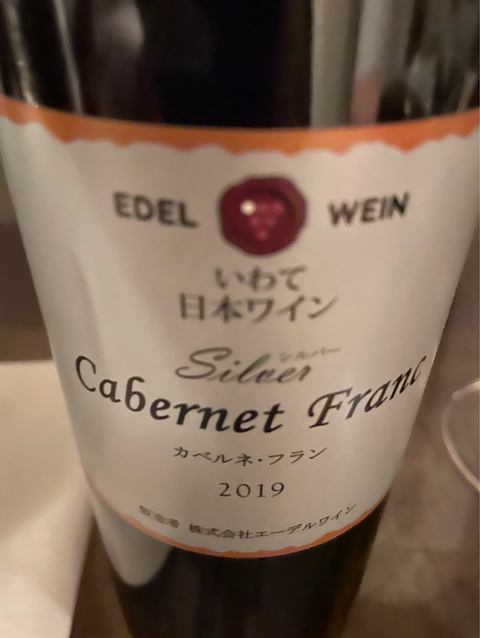 EDEL WEIN
いわて
日本ワイン
シルバー
Silver
Cabernet Franc
カベルネ・フラン
2019
製造者 株式会社エーデルワイン